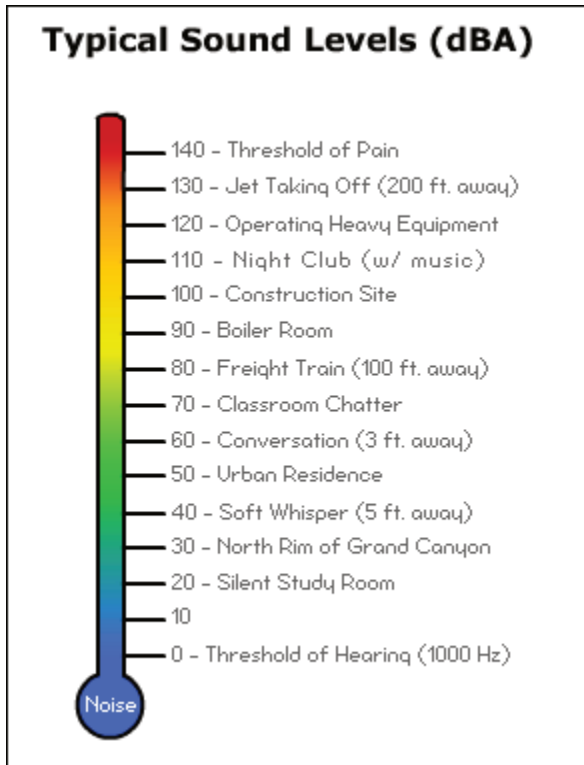 Typical Sound Levels (dBA)
140 - Threshold of Pain
130 - Jet Taking Off (200 ft. away)
120 - Operating Heavy Equipment
110 - Night Club (w/ music)
100 - Construction Site
90 - Boiler Room
80 - Freight Train (100 ft. away)
70 - Classroom Chatter
60 - Conversation (3 ft. away)
50 - Urban Residence
40 - Soft Whisper (5 ft. away)
30 - North Rim of Grand Canyon
20 - Silent Study Room
10
0 - Threshold of Hearing (1000 Hz)
Noise